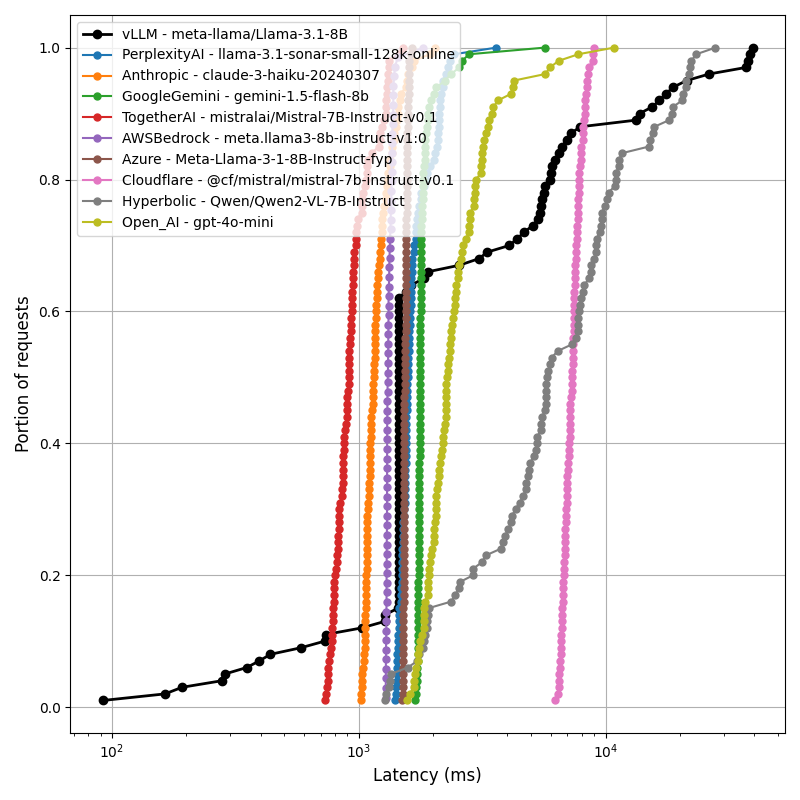 vLLM - meta-llama/Llama-3.1-8B
PerplexityAI - llama-3.1-sonar-small-128k-online
Anthropic - claude-3-haiku-20240307
GoogleGemini - gemini-1.5-flash-8b
TogetherAI - mistralai/Mistral-7B-Instruct-v0.1
AWSBedrock - meta.llama3-8b-instruct-v1:0
Azure - Meta-Llama-3-1-8B-Instruct-fyp
Cloudflare - @cf/mistral/mistral-7b-instruct-v0.1
Hyperbolic - Qwen/Qwen2-VL-7B-Instruct
Open_AI - gpt-4o-mini
Portion of requests
1.0
0.8
0.6
0.4
0.2
0.0
10² 10³ 10⁴
Latency (ms)